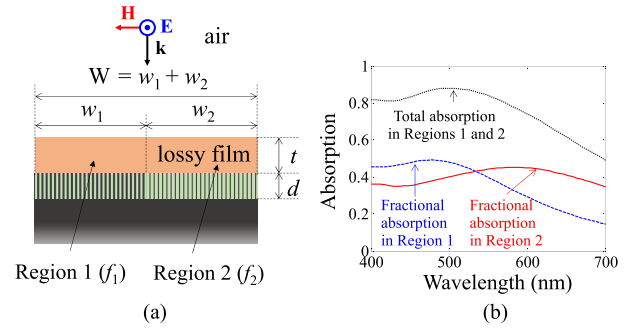 H
E
k
air
W = w₁ + w₂
w₁
w₂
lossy film
t
d
Region 1 (f₁)
Region 2 (f₂)
(a)
Absorption
1
0.8
0.6
0.4
0.2
0
Total absorption
in Regions 1 and 2
Fractional
absorption
in Region 1
Fractional
absorption
in Region 2
400
500
600
700
Wavelength (nm)
(b)